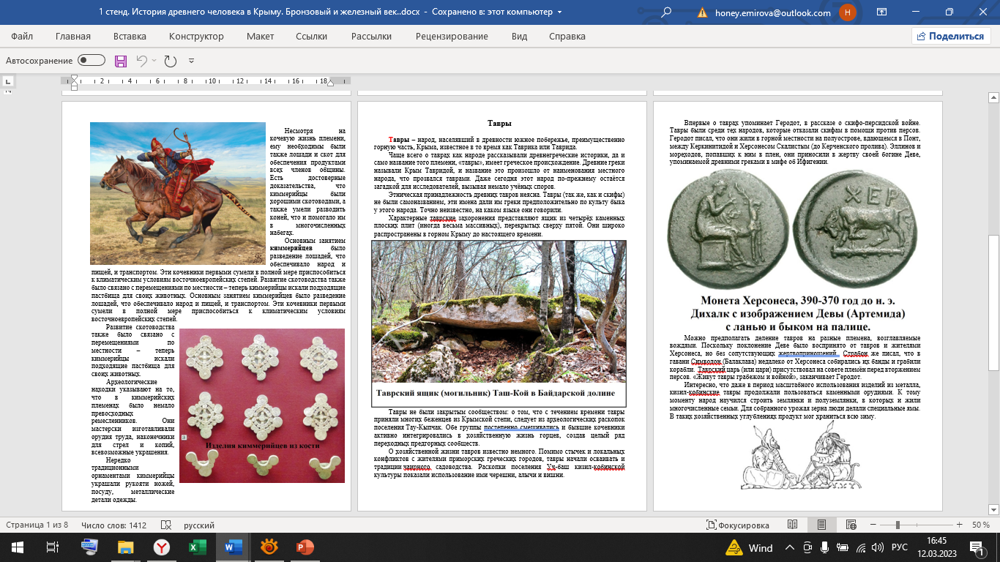 1 стенд. История древнего человека в Крыму. Бронзовый и железный век..docx - Сохранено в: этот компьютер
honey.emirova@outlook.com
H
Файл Главная Вставка Конструктор Макет Ссылки Рассылки Рецензирование Вид Справка
Поделиться
Автосохранение
2 4 6 8 10 12 14 16 18
Несмотря на
кочевую жизнь племени,
ему необходимы были
также лошади и скот для
обеспечения продуктами
всех членов общины.
Есть достоверные
доказательства, что
киммерийцы были
хорошими скотоводами, а
также умели разводить
коней, что и помогало им
в многочисленных
набегах.
Основным занятием
киммерийцев было
разведение лошадей, что
обеспечивало народ и
пищей, и транспортом. Эти кочевники первыми сумели в полной мере приспособиться
к климатическим условиям восточноевропейских степей. Развитие скотоводства также
было связано с перемещениями по местности – теперь киммерийцы искали подходящие
пастбища для своих животных. Основным занятием киммерийцев было разведение
лошадей, что обеспечивало народ и пищей, и транспортом. Эти кочевники первыми
сумели в полной мере приспособиться к климатическим условиям
восточноевропейских степей.
Развитие скотоводства
также было связано с
перемещениями по
местности – теперь
киммерийцы искали
подходящие
пастбища для
своих животных.
Археологические
находки указывают на то,
что в киммерийских
племенах было немало
превосходных
ремесленников. Они
мастерски изготавливали
орудия труда, наконечники
для стрел и копий,
всевозможные украшения.
Нередко
традиционными
орнаментами киммерийцы
украшали рукояти ножей,
посуду, металлические
детали одежды.
Изделия киммерийцев из кости
Тавры
Тавры – народ, населявший в древности южное побережье, преимущественно
горную часть, Крыма, известное в то время как Таврика или Таврида.
Чаще всего о таврах как народе рассказывали древнегреческие историки, да и
само название того племени, «тавры», имеет греческое происхождение. Древние греки
называли Крым Тавридой, и название это произошло от наименования местного
народа, что прозвался таврами. Даже сегодня этот народ по-прежнему остаётся
загадкой для исследователей, вызывая немало учёных споров.
Этническая принадлежность древних тавров неясна. Тавры (так же, как и скифы)
не были самоназванием, эти имена дали им греки предположительно по культу быка
у этого народа. Точно неизвестно, на каком языке они говорили.
Характерные таврские захоронения представляют ящик из четырёх каменных
плоских плит (иногда весьма массивных), перекрытых сверху пятой. Они широко
распространены в горном Крыму до настоящего времени.
Таврский ящик (могильник) Таш-Кой в Байдарской долине
Тавры не были закрытым сообществом: о том, что с течением времени тавры
приняли многих беженцев из Крымской степи, следует из археологических раскопок
поселения Тау-Кыпчак. Обе группы постепенно смешивались и бывшие кочевники
активно интегрировались в хозяйственную жизнь горцев, создав целый ряд
переходных предгорных сообществ.
О хозяйственной жизни тавров известно немного. Помимо стычек и локальных
конфликтов с жителями приморских греческих городов, тавры начали осваивать и
традиции чаирного садоводства. Раскопки поселения Уч-баш кизил-кобинской
культуры показали использование ими черешни, алычи и вишни.
Впервые о таврах упоминает Геродот, в рассказе о скифо-персидской войне.
Тавры были среди тех народов, которые отказали скифам в помощи против персов.
Геродот писал, что они жили в горной местности на полуострове, вдающемся в Понт,
между Керкинитидой и Херсонесом Скалистым (до Керченского пролива). Эллинов и
мореходов, попавших к ним в плен, они приносили в жертву своей богине Деве,
упоминаемой древними греками в мифе об Ифигении.
ΧΕΡ
Монета Херсонеса, 390-370 год до н. э.
Дихалк с изображением Девы (Артемида)
с ланью и быком на палице.
Можно предполагать деление тавров на разные племена, возглавляемые
вождями. Поскольку поклонение Деве было воспринято от тавров и жителями
Херсонеса, но без сопутствующих жертвоприношений. Страбон же писал, что в
гавани Символон (Балаклава) недалеко от Херсонеса собирались их банды и грабили
корабли. Таврский царь (или цари) присутствовал на совете племён перед вторжением
персов. «Живут тавры грабежом и войной», заканчивает Геродот.
Интересно, что даже в период масштабного использования изделий из металла,
кизил-кобинские тавры продолжали пользоваться каменными орудиями. К тому
моменту народ научился строить землянки и полуземлянки, в которых и жили
многочисленные семьи. Для собранного урожая зерна люди делали специальные ямы.
В таких хозяйственных углублениях продукт мог храниться всю зиму.
Страница 1 из 8 Число слов: 1412 русский
Фокусировка
50 %
Wind
РУС
16:45
12.03.2023
1